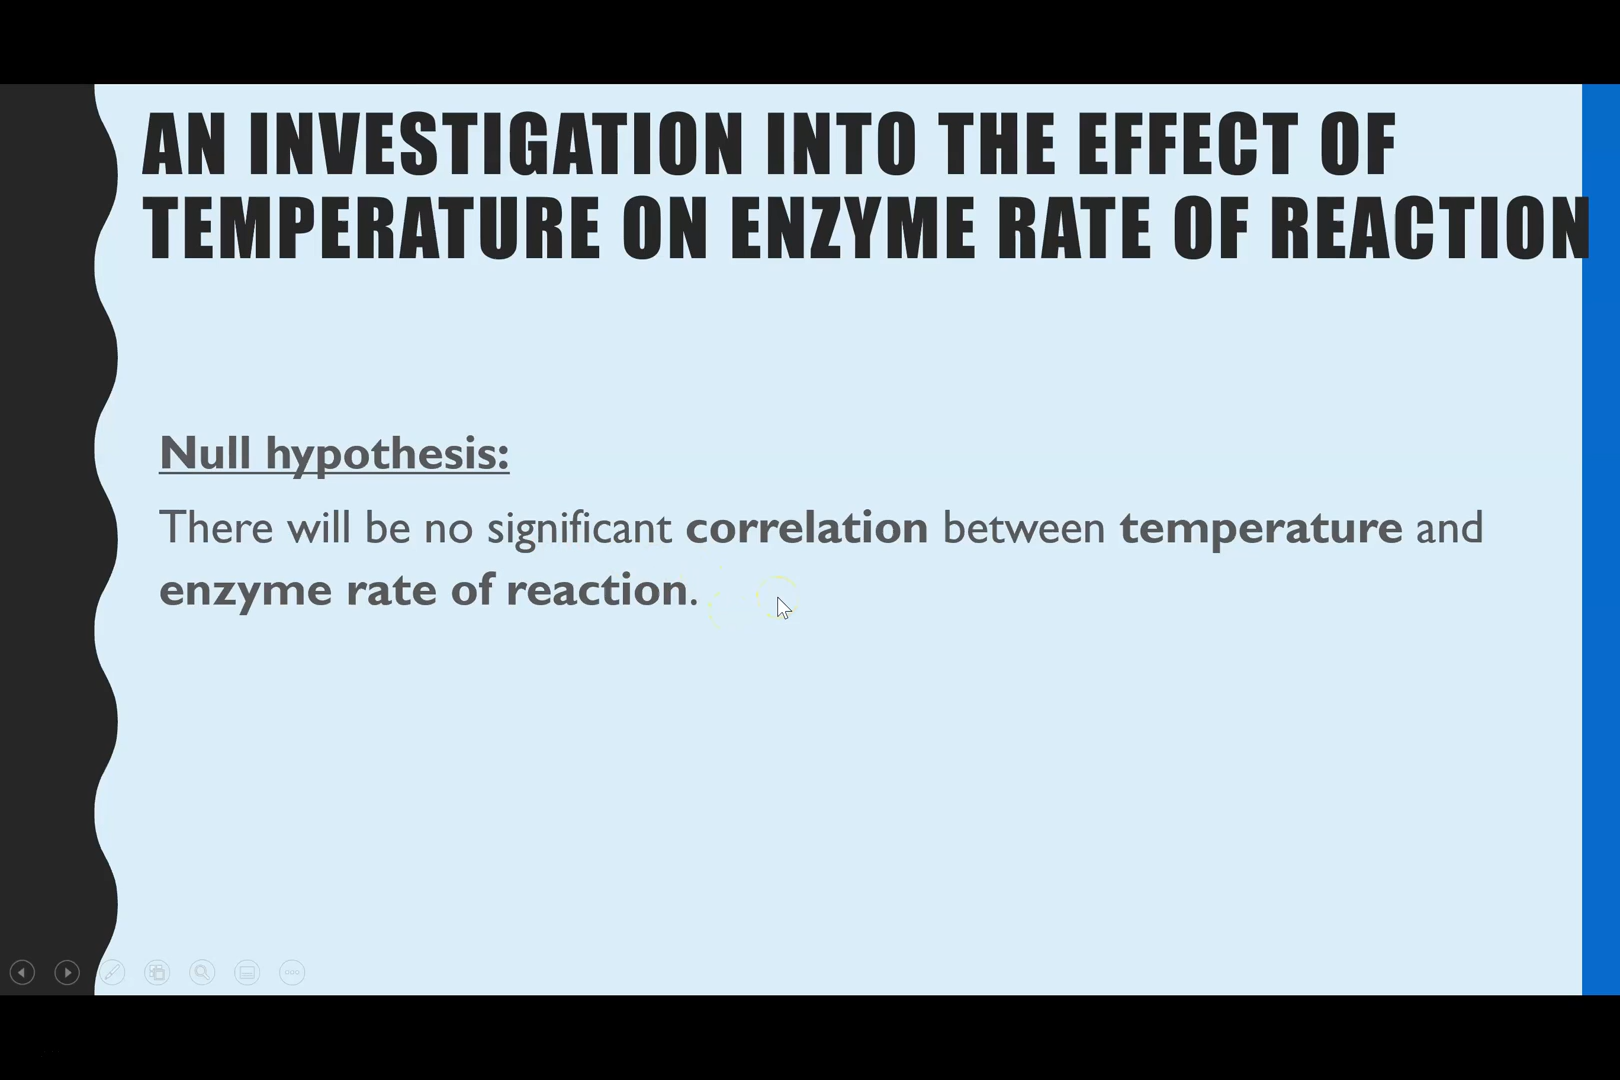 AN INVESTIGATION INTO THE EFFECT OF
TEMPERATURE ON ENZYME RATE OF REACTION
Null hypothesis:
There will be no significant correlation between temperature and
enzyme rate of reaction.